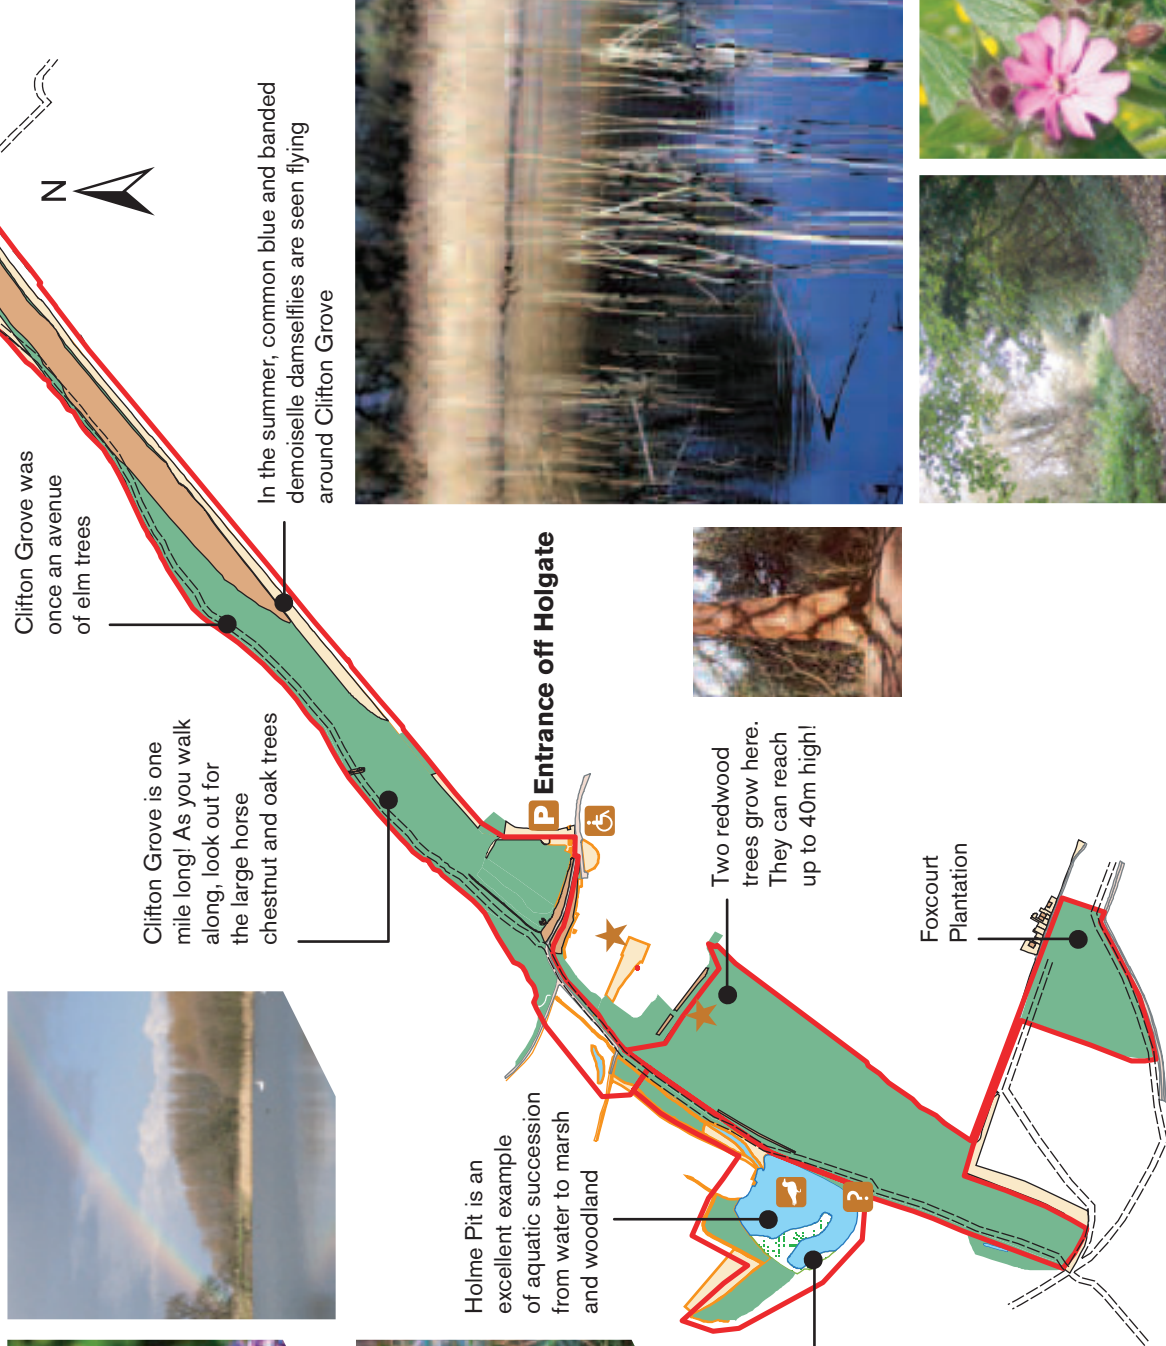 N
Clifton Grove was
once an avenue
of elm trees
In the summer, common blue and banded
demoiselle damselflies are seen flying
around Clifton Grove
Clifton Grove is one
mile long! As you walk
along, look out for
the large horse
chestnut and oak trees
P Entrance off Holgate
Two redwood
trees grow here.
They can reach
up to 40m high!
Foxcourt
Plantation
Holme Pit is an
excellent example
of aquatic succession
from water to marsh
and woodland
?